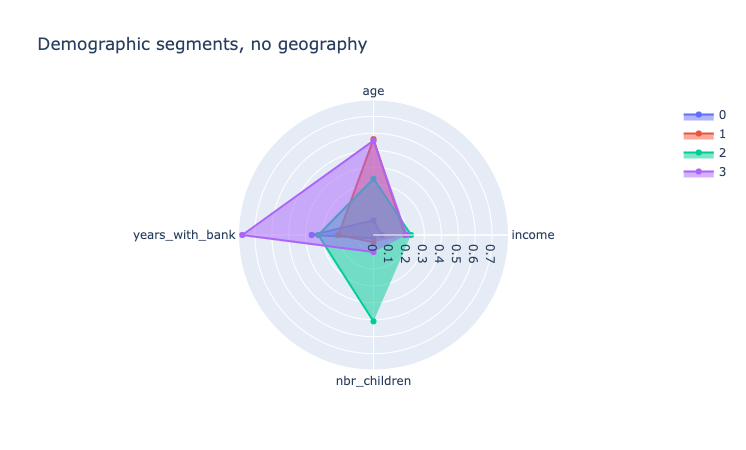 Demographic segments, no geography
age
0
1
2
3
years_with_bank
income
0
0.1
0.2
0.3
0.4
0.5
0.6
0.7
nbr_children